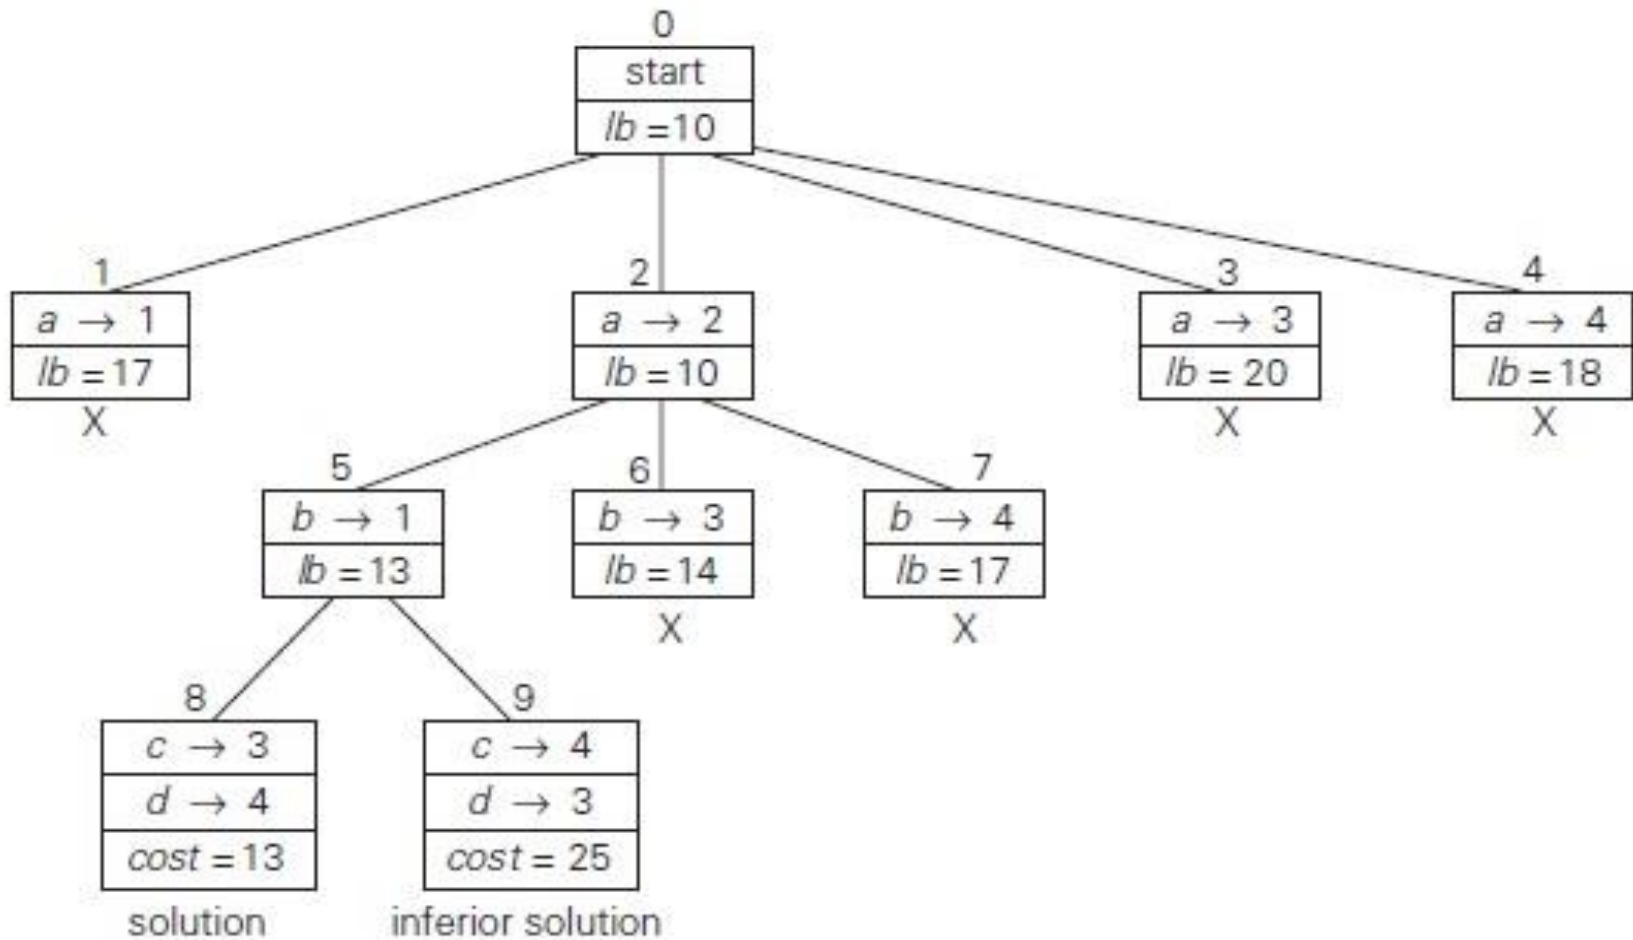 0
start
lb = 10
1
a → 1
lb = 17
X
2
a → 2
lb = 10
3
a → 3
lb = 20
X
4
a → 4
lb = 18
X
5
b → 1
lb = 13
6
b → 3
lb = 14
X
7
b → 4
lb = 17
X
8
c → 3
d → 4
cost = 13
solution
9
c → 4
d → 3
cost = 25
inferior solution